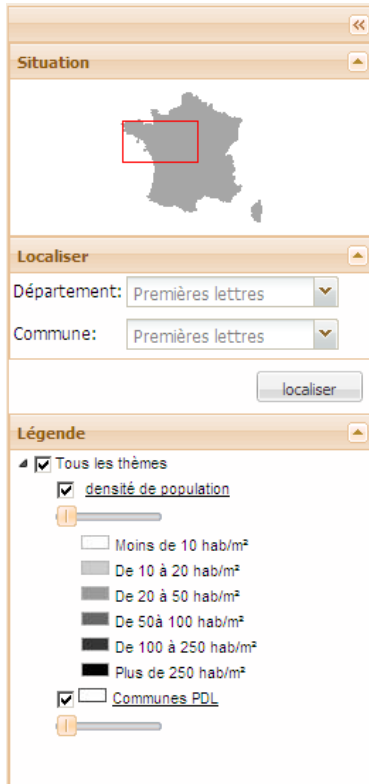 Situation
Localiser
Département: Premières lettres
Commune: Premières lettres
localiser
Légende
Tous les thèmes
densité de population
Moins de 10 hab/m²
De 10 à 20 hab/m²
De 20 à 50 hab/m²
De 50à 100 hab/m²
De 100 à 250 hab/m²
Plus de 250 hab/m²
Communes PDL